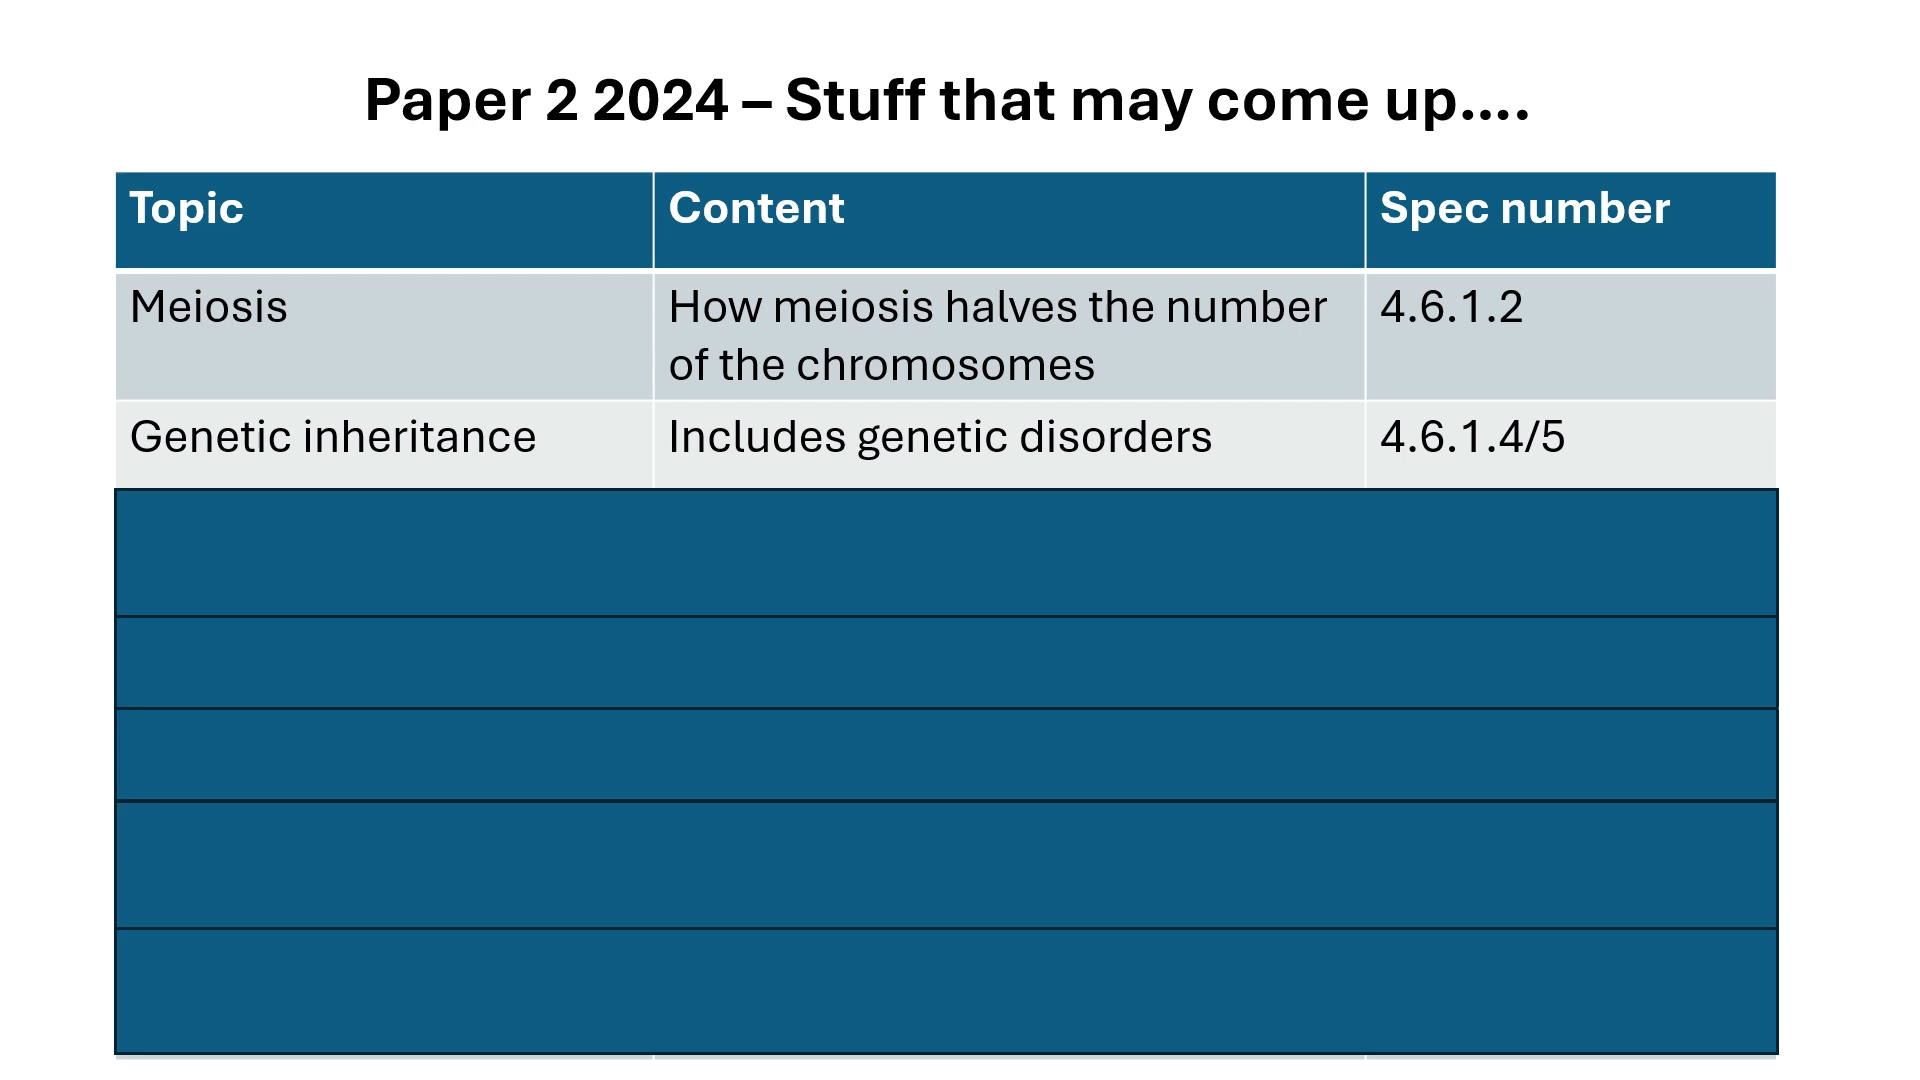 Paper 2 2024 – Stuff that may come up....
Topic Content Spec number
Meiosis How meiosis halves the number 4.6.1.2
of the chromosomes
Genetic inheritance Includes genetic disorders 4.6.1.4/5